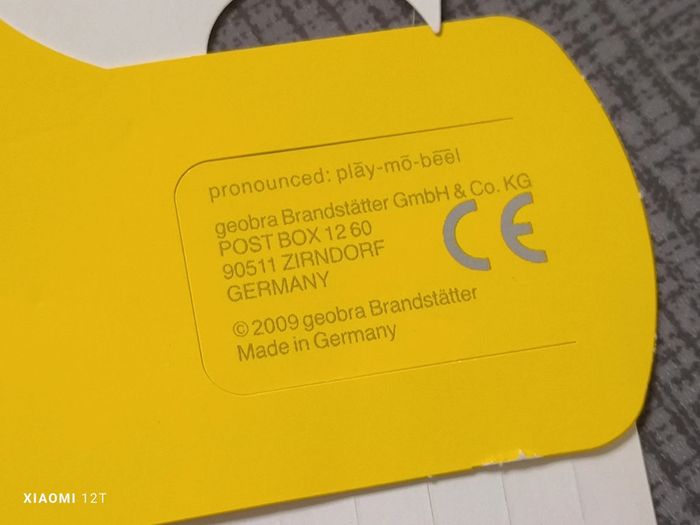 pronounced: plāy-mō-bēēl
geobra Brandstätter GmbH & Co. KG
POST BOX 12 60
90511 ZIRNDORF
GERMANY
CE
© 2009 geobra Brandstätter
Made in Germany
XIAOMI 12T